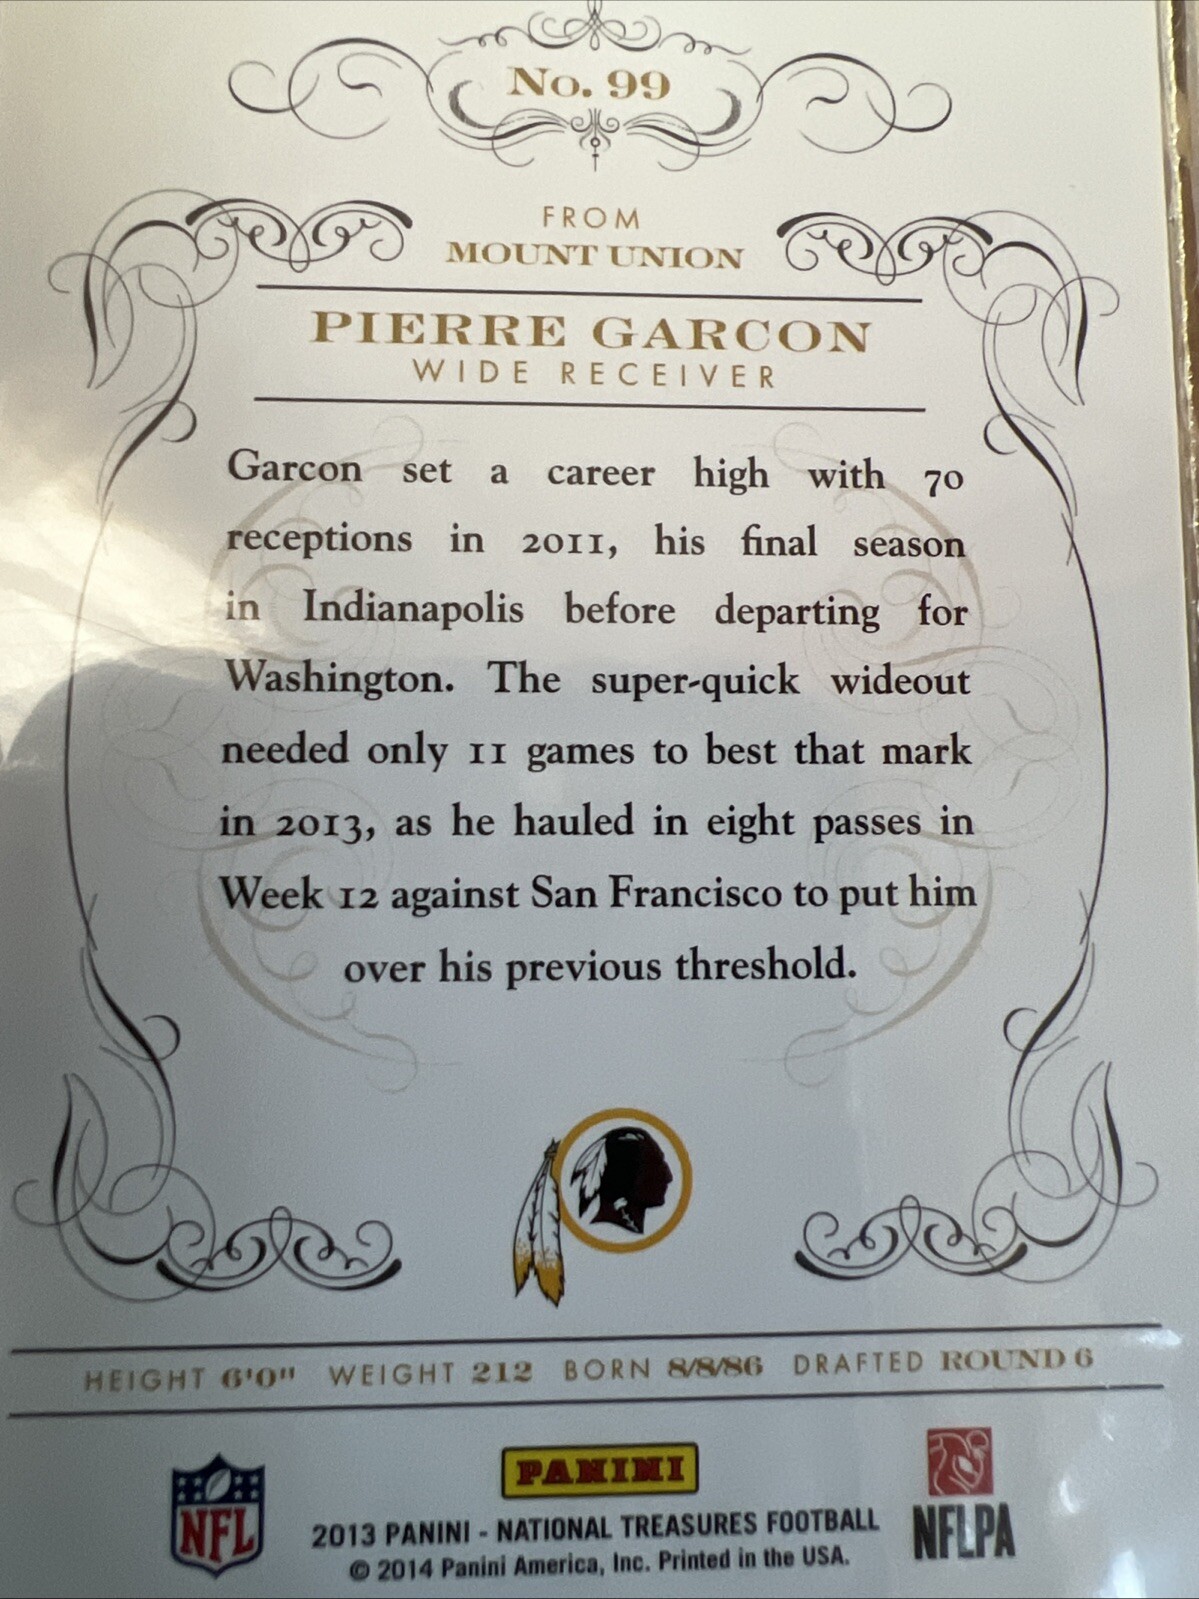 No. 99
FROM
MOUNT UNION
PIERRE GARCON
WIDE RECEIVER
Garcon set a career high with 70
receptions in 2011, his final season
in Indianapolis before departing for
Washington. The super-quick wideout
needed only 11 games to best that mark
in 2013, as he hauled in eight passes in
Week 12 against San Francisco to put him
over his previous threshold.
HEIGHT 6'0" WEIGHT 212 BORN 8/8/86 DRAFTED ROUND 6
NFL
PANINI
2013 PANINI - NATIONAL TREASURES FOOTBALL
© 2014 Panini America, Inc. Printed in the USA.
NFLPA